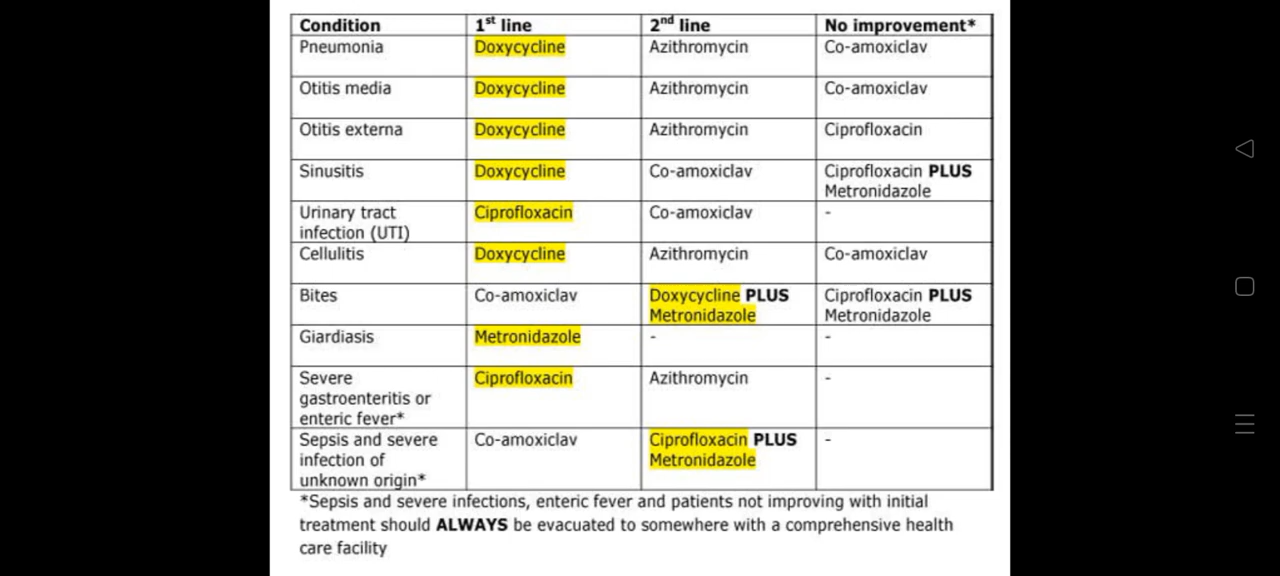 Condition 1st line 2nd line No improvement*
Pneumonia Doxycycline Azithromycin Co-amoxiclav
Otitis media Doxycycline Azithromycin Co-amoxiclav
Otitis externa Doxycycline Azithromycin Ciprofloxacin
Sinusitis Doxycycline Co-amoxiclav Ciprofloxacin PLUS
Metronidazole
Urinary tract Ciprofloxacin Co-amoxiclav -
infection (UTI)
Cellulitis Doxycycline Azithromycin Co-amoxiclav
Bites Co-amoxiclav Doxycycline PLUS Ciprofloxacin PLUS
Metronidazole Metronidazole
Giardiasis Metronidazole - -
Severe Ciprofloxacin Azithromycin -
gastroenteritis or
enteric fever*
Sepsis and severe Co-amoxiclav Ciprofloxacin PLUS -
infection of Metronidazole
unknown origin*
*Sepsis and severe infections, enteric fever and patients not improving with initial
treatment should ALWAYS be evacuated to somewhere with a comprehensive health
care facility